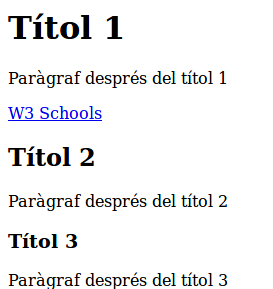 Títol 1
Paràgraf després del títol 1
W3 Schools
Títol 2
Paràgraf després del títol 2
Títol 3
Paràgraf després del títol 3